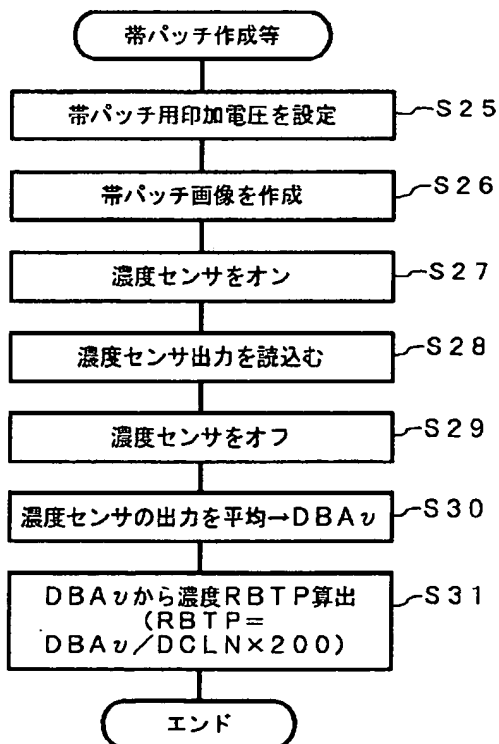 帯パッチ作成等
帯パッチ用印加電圧を設定
S25
帯パッチ画像を作成
S26
濃度センサをオン
S27
濃度センサ出力を読込む
S28
濃度センサをオフ
S29
濃度センサの出力を平均→DBAv
S30
DBAvから濃度RBTP算出
(RBTP=
DBAv/DCLN×200)
S31
エンド